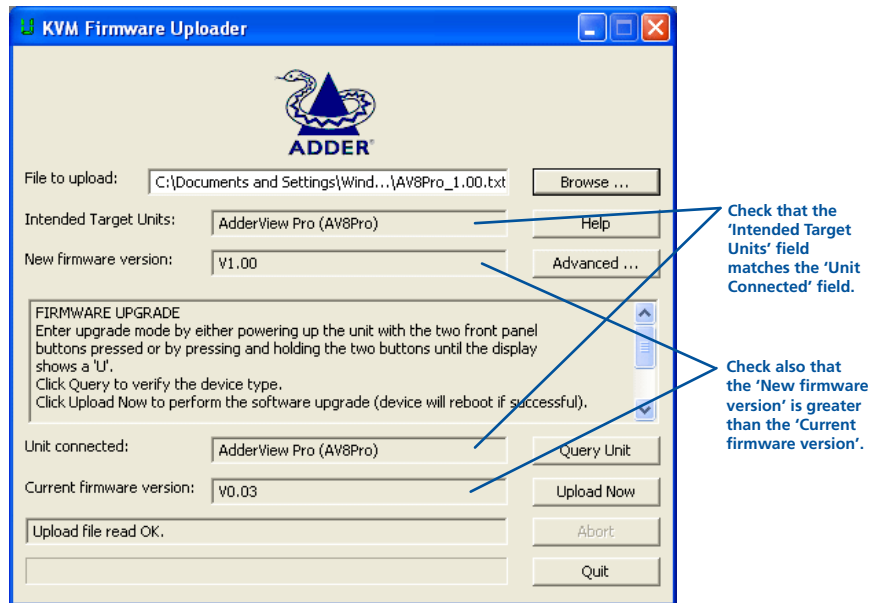 KVM Firmware Uploader
ADDER®
File to upload: C:\Documents and Settings\Wind...\AV8Pro_1.00.txt Browse ...
Intended Target Units: AdderView Pro (AV8Pro) Help
New firmware version: V1.00 Advanced ...
FIRMWARE UPGRADE
Enter upgrade mode by either powering up the unit with the two front panel
buttons pressed or by pressing and holding the two buttons until the display
shows a 'U'.
Click Query to verify the device type.
Click Upload Now to perform the software upgrade (device will reboot if successful).
Unit connected: AdderView Pro (AV8Pro) Query Unit
Current firmware version: V0.03 Upload Now
Upload file read OK. Abort
Quit
Check that the
‘Intended Target
Units’ field
matches the ‘Unit
Connected’ field.
Check also that
the ‘New firmware
version’ is greater
than the ‘Current
firmware version’.